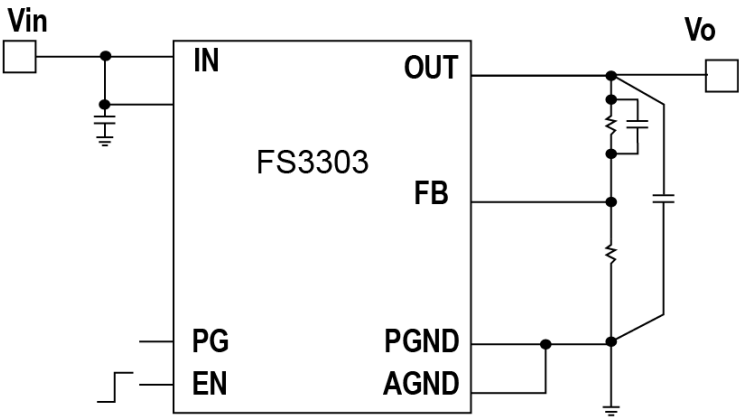 Vin
Vo
IN
OUT
FS3303
FB
PG
PGND
EN
AGND